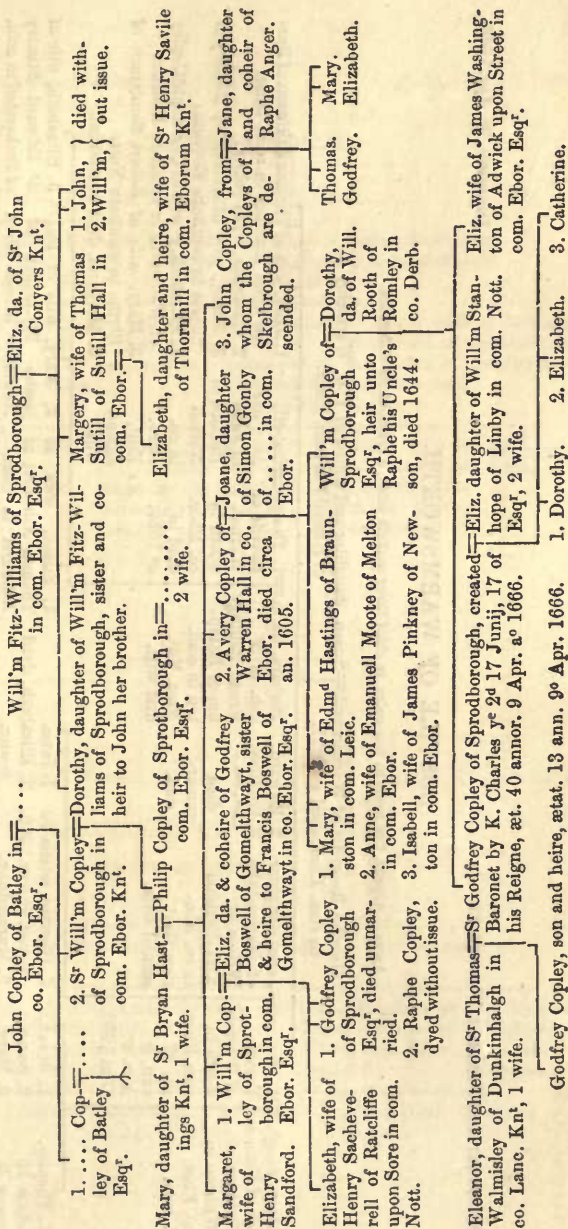 John Copley of Batley in=....
co. Ebor. Esqr.
Will'm Fitz-Williams of Sprodborough=Eliz. da. of Sr John
in com. Ebor. Esqr.
Conyers Knt.
1. .... Cop-=....
ley of Batley
Esqr.
2. Sr Will'm Copley=Dorothy, daughter of Will'm Fitz-Wil-
of Sprodborough in
com. Ebor. Knt.
liams of Sprodborough, sister and co-
heir to John her brother.
Margery, wife of Thomas
Sutill of Sutill Hall in
com. Ebor.=
1. John, } died with-
2. Will'm, } out issue.
Mary, daughter of Sr Bryan Hast-=Philip Copley of Sprotborough in=........
ings Knt, 1 wife.
com. Ebor. Esqr.
2 wife.
Elizabeth, daughter and heire, wife of Sr Henry Savile
of Thornhill in com. Eborum Knt.
Margaret,
wife of
Henry
Sandford.
1. Will'm Cop-=Eliz. da. & coheire of Godfrey
ley of Sprot-
borough in com.
Ebor. Esqr.
Boswell of Gomelthwayt, sister
& heire to Francis Boswell of
Gomelthwayt in co. Ebor. Esqr.
2. Avery Copley of=Joane, daughter
Warren Hall in co.
Ebor. died circa
an. 1605.
of Simon Gonby
of ..... in com.
Ebor.
3. John Copley, from=Jane, daughter
whom the Copleys of
Skelbrough are de-
scended.
and coheir of
Raphe Anger.
Elizabeth, wife of
Henry Sacheve-
rell of Ratcliffe
upon Sore in com.
Nott.
1. Godfrey Copley
of Sprodborough
Esqr, died unmar-
ried.
2. Raphe Copley,
dyed without issue.
1. Mary, wife of Edmd Hastings of Braun-
ston in com. Leic.
2. Anne, wife of Emanuell Moote of Melton
in com. Ebor.
3. Isabell, wife of James Pinkney of New-
ton in com. Ebor.
Will'm Copley of=Dorothy,
Sprodborough
Esqr, heir unto
Raphe his Uncle's
son, died 1644.
da. of Will.
Rooth of
Romley in
co. Derb.
Thomas.
Godfrey.
Mary.
Elizabeth.
Eleanor, daughter of Sr Thomas=Sr Godfrey Copley of Sprodborough, created=Eliz. daughter of Will'm Stan-
Walmisley of Dunkinhalgh in
co. Lanc. Knt, 1 wife.
Baronet by K. Charles ye 2d 17 Junij, 17 of
his Reigne, æt. 40 annor. 9 Apr. ao 1666.
hope of Linby in com. Nott.
Esqr, 2 wife.
Eliz. wife of James Washing-
ton of Adwick upon Street in
com. Ebor. Esqr.
Godfrey Copley, son and heire, ætat. 13 ann. 9o Apr. 1666.
1. Dorothy. 2. Elizabeth. 3. Catherine.